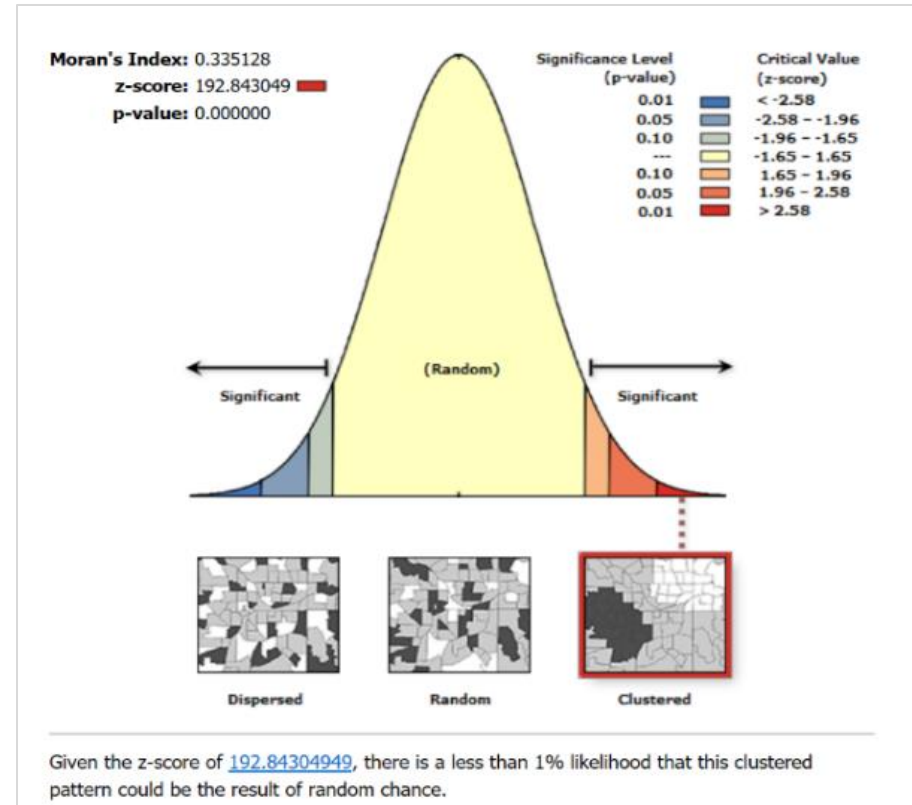 Moran's Index: 0.335128
z-score: 192.843049
p-value: 0.000000
Significance Level Critical Value
(p-value) (z-score)
0.01 < -2.58
0.05 -2.58 – -1.96
0.10 -1.96 – -1.65
--- -1.65 – 1.65
0.10 1.65 – 1.96
0.05 1.96 – 2.58
0.01 > 2.58
(Random)
Significant Significant
Dispersed Random Clustered
Given the z-score of 192.84304949, there is a less than 1% likelihood that this clustered
pattern could be the result of random chance.